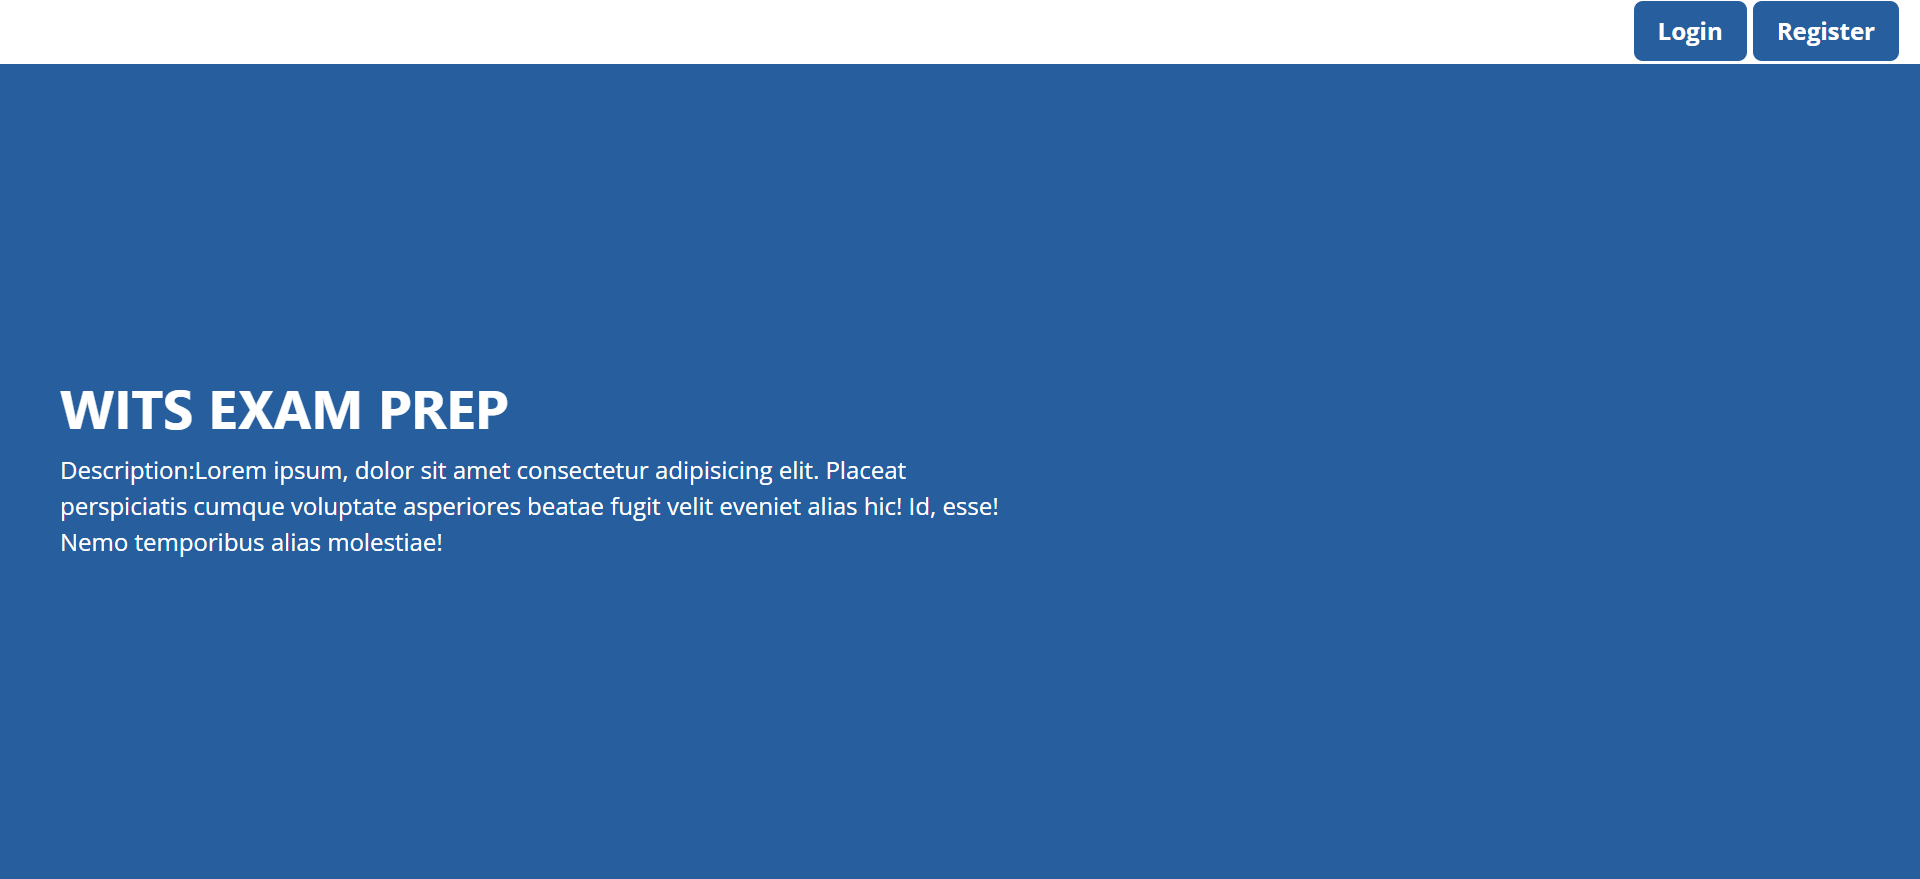 Login Register
WITS EXAM PREP
Description:Lorem ipsum, dolor sit amet consectetur adipisicing elit. Placeat
perspiciatis cumque voluptate asperiores beatae fugit velit eveniet alias hic! Id, esse!
Nemo temporibus alias molestiae!